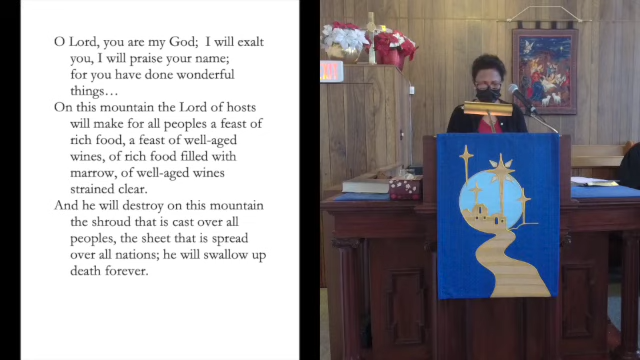 O Lord, you are my God;  I will exalt
you, I will praise your name;
for you have done wonderful
things…
On this mountain the Lord of hosts
will make for all peoples a feast of
rich food, a feast of well-aged
wines, of rich food filled with
marrow, of well-aged wines
strained clear.
And he will destroy on this mountain
the shroud that is cast over all
peoples, the sheet that is spread
over all nations; he will swallow up
death forever.